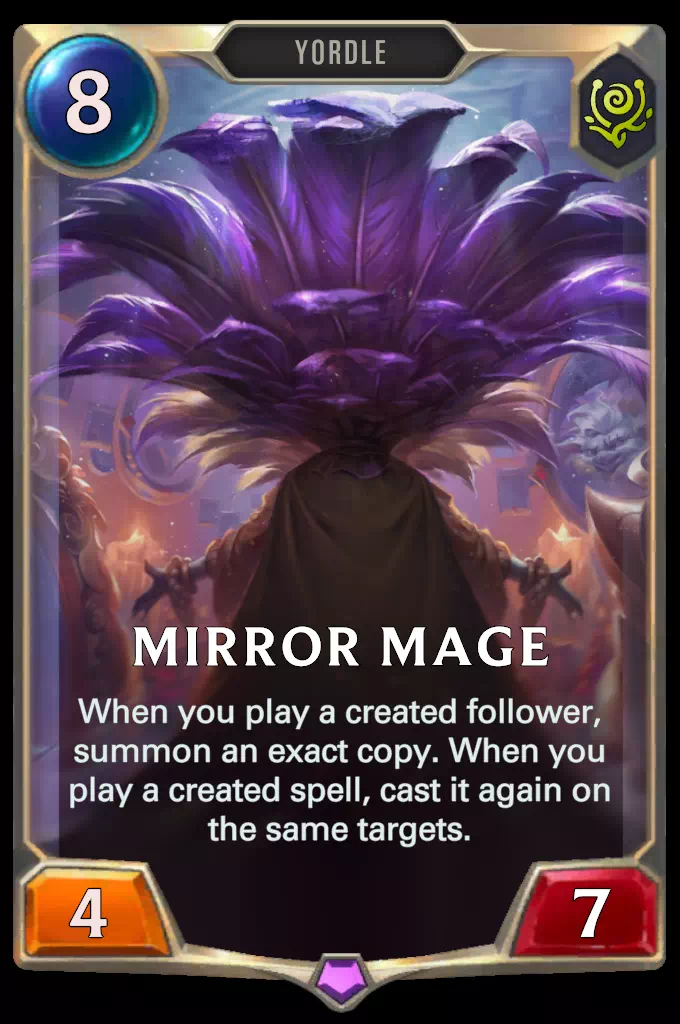 YORDLE
8
MIRROR MAGE
When you play a created follower,
summon an exact copy. When you
play a created spell, cast it again on
the same targets.
4
7